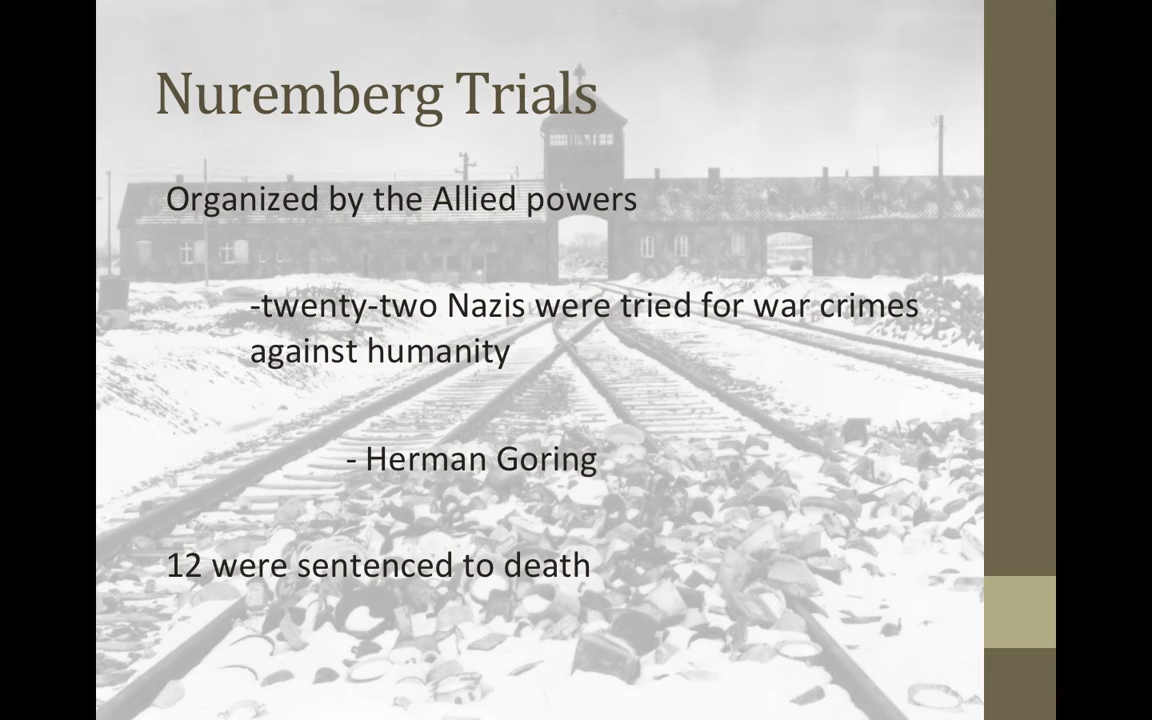 Nuremberg Trials
Organized by the Allied powers
-twenty-two Nazis were tried for war crimes
against humanity
- Herman Goring
12 were sentenced to death